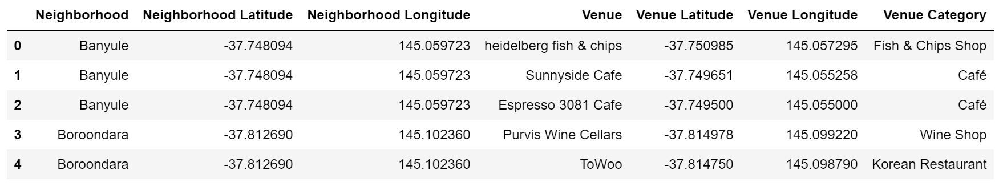 Neighborhood Neighborhood Latitude Neighborhood Longitude Venue Venue Latitude Venue Longitude Venue Category
0 Banyule -37.748094 145.059723 heidelberg fish & chips -37.750985 145.057295 Fish & Chips Shop
1 Banyule -37.748094 145.059723 Sunnyside Cafe -37.749651 145.055258 Café
2 Banyule -37.748094 145.059723 Espresso 3081 Cafe -37.749500 145.055000 Café
3 Boroondara -37.812690 145.102360 Purvis Wine Cellars -37.814978 145.099220 Wine Shop
4 Boroondara -37.812690 145.102360 ToWoo -37.814750 145.098790 Korean Restaurant